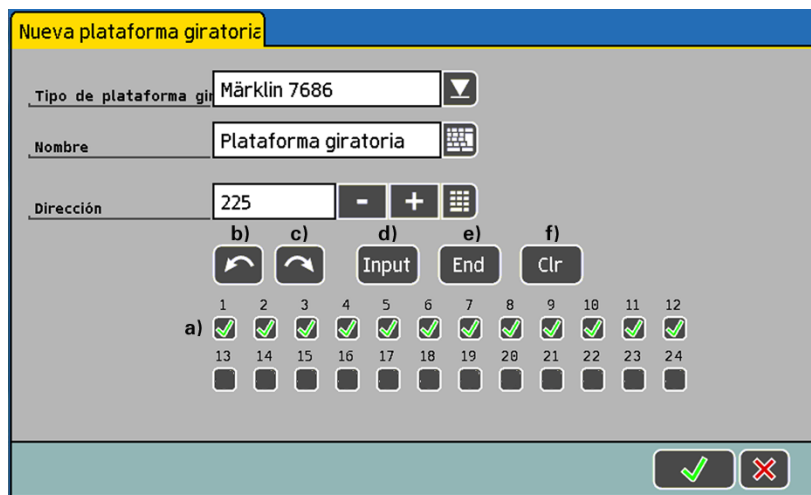 Nueva plataforma giratoria
Tipo de plataforma gir
Märklin 7686
Nombre
Plataforma giratoria
Dirección
225
- +
b) c) d) e) f)
Input End Clr
1 2 3 4 5 6 7 8 9 10 11 12
a)
13 14 15 16 17 18 19 20 21 22 23 24